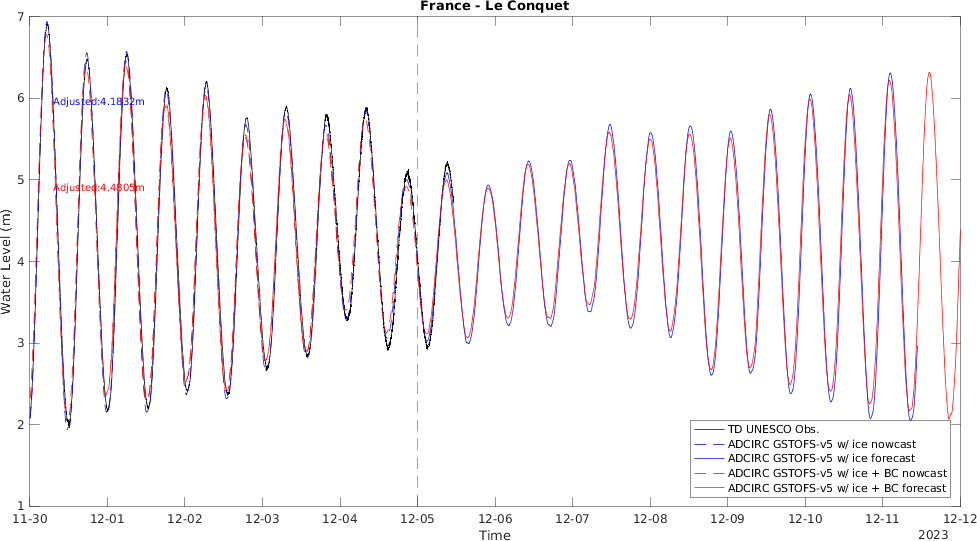 France - Le Conquet
7
6
5
4
3
2
1
Water Level (m)
Adjusted:4.1832m
Adjusted:4.4805m
TD UNESCO Obs.
ADCIRC GSTOFS-v5 w/ ice nowcast
ADCIRC GSTOFS-v5 w/ ice forecast
ADCIRC GSTOFS-v5 w/ ice + BC nowcast
ADCIRC GSTOFS-v5 w/ ice + BC forecast
11-30 12-01 12-02 12-03 12-04 12-05 12-06 12-07 12-08 12-09 12-10 12-11 12-12
Time
2023